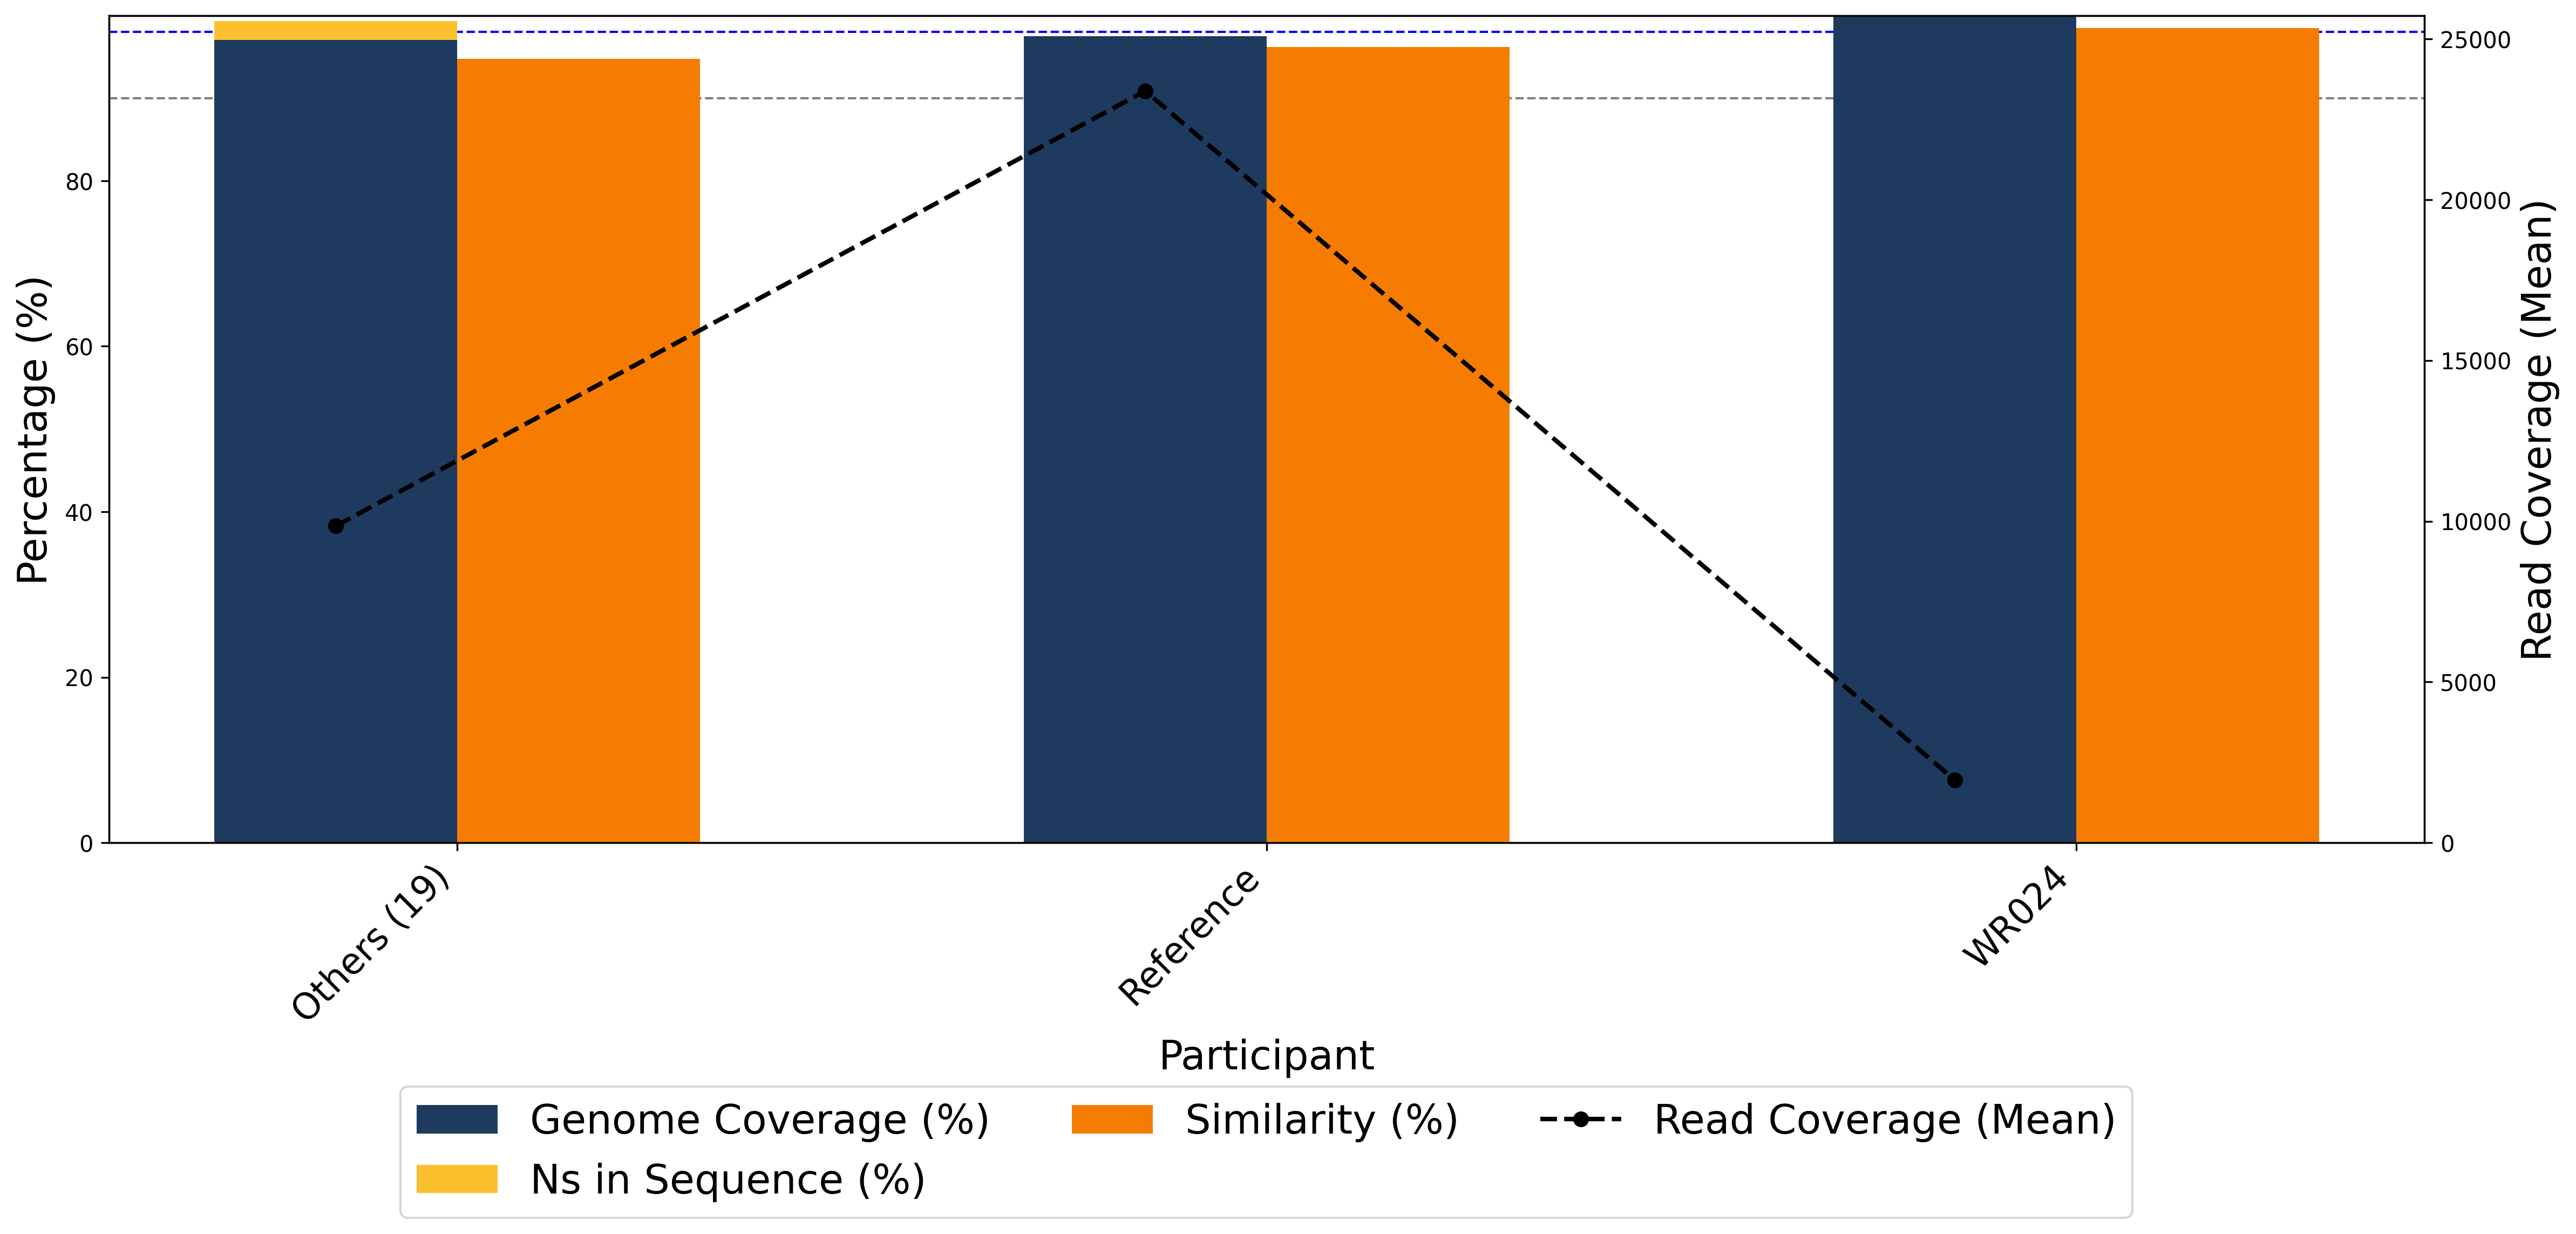 Percentage (%)
80
60
40
20
0
25000
20000
15000
10000
5000
0
Read Coverage (Mean)
Others (19)
Reference
WR024
Participant
Genome Coverage (%)
Ns in Sequence (%)
Similarity (%)
Read Coverage (Mean)